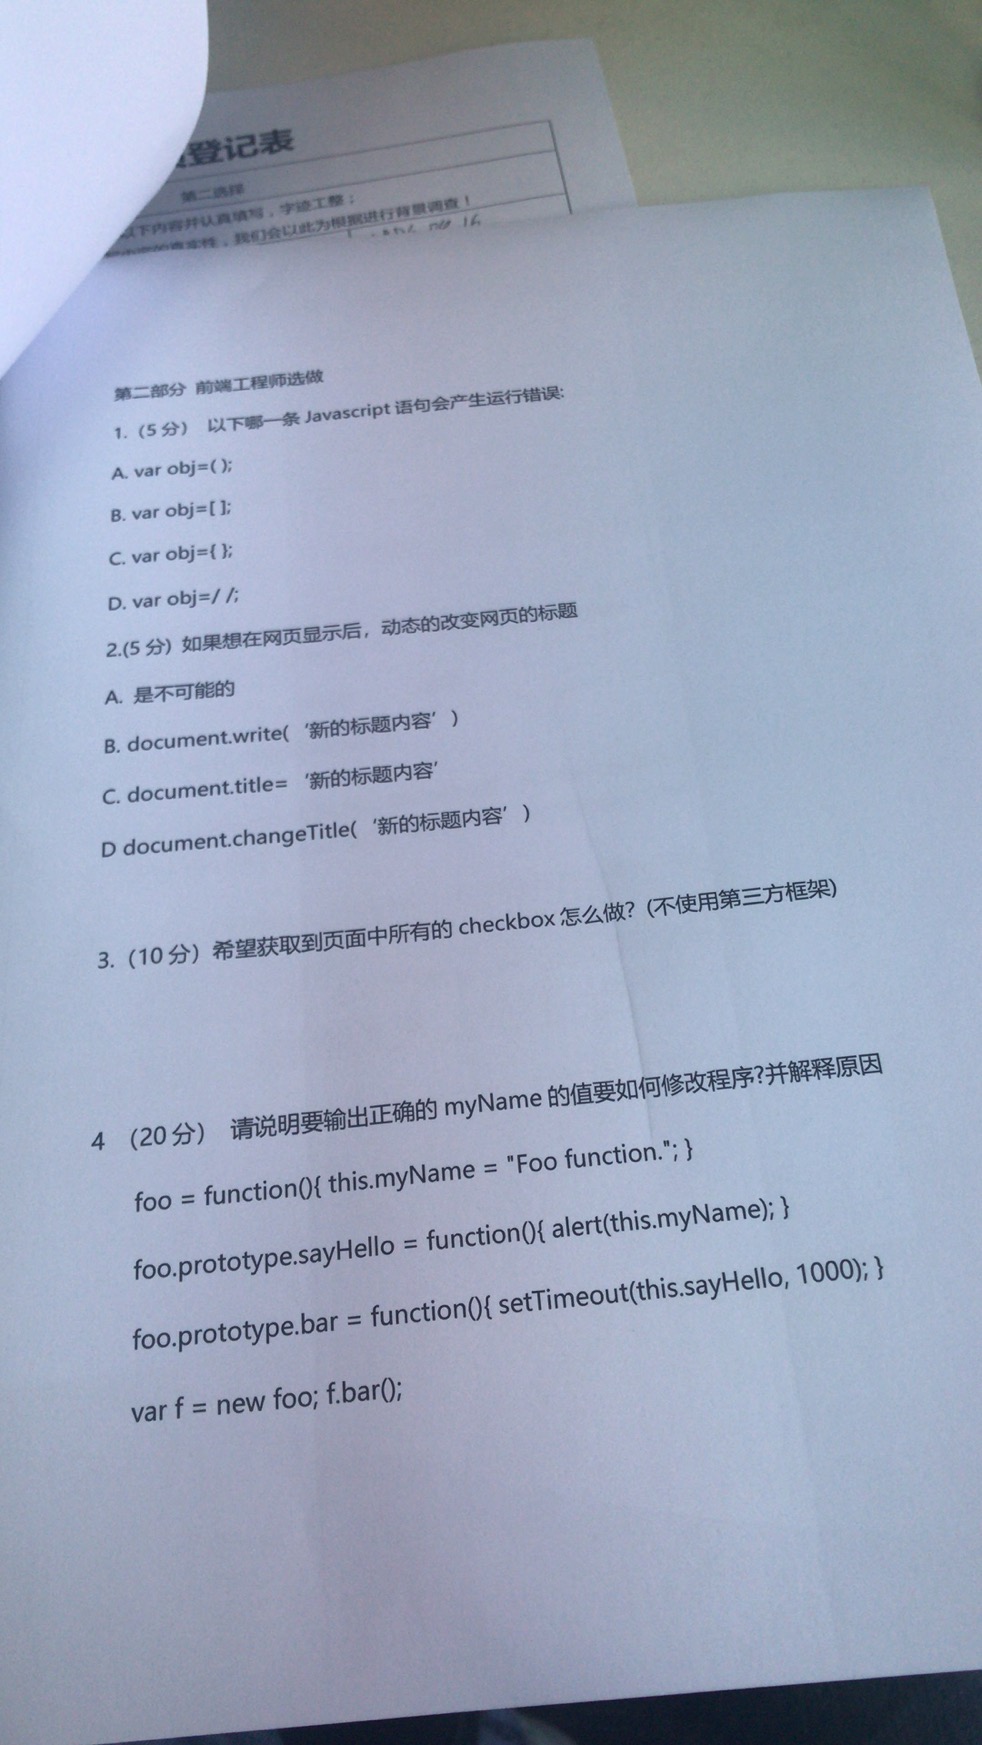 登记表
第二选择
以下内容并认真填写，字迹工整；
真实性，我们会以此为根据进行背景调查！
第二部分 前端工程师选做
1.（5 分） 以下哪一条 Javascript 语句会产生运行错误:
A. var obj=( );
B. var obj=[ ];
C. var obj={ };
D. var obj=/ /;
2.(5 分）如果想在网页显示后，动态的改变网页的标题
A. 是不可能的
B. document.write(‘新的标题内容’)
C. document.title=‘新的标题内容’
D document.changeTitle(‘新的标题内容’)
3.（10 分）希望获取到页面中所有的 checkbox 怎么做？(不使用第三方框架)
4 （20 分） 请说明要输出正确的 myName 的值要如何修改程序?并解释原因
foo = function(){ this.myName = "Foo function."; }
foo.prototype.sayHello = function(){ alert(this.myName); }
foo.prototype.bar = function(){ setTimeout(this.sayHello, 1000); }
var f = new foo; f.bar();